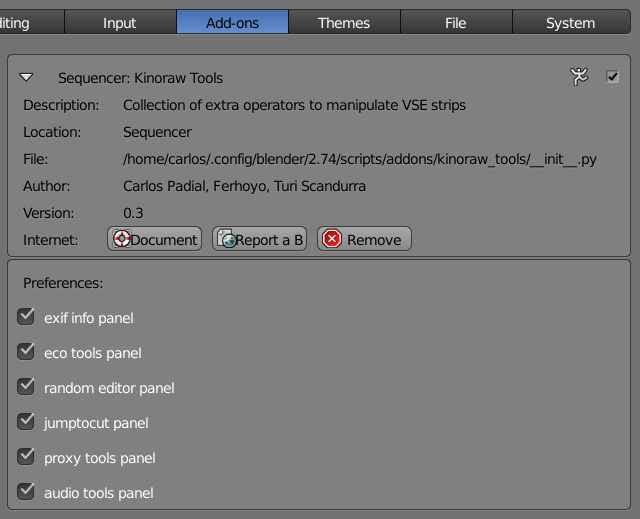 diting Input Add-ons Themes File System
Sequencer: Kinoraw Tools
Description: Collection of extra operators to manipulate VSE strips
Location: Sequencer
File: /home/carlos/.config/blender/2.74/scripts/addons/kinoraw_tools/__init__.py
Author: Carlos Padial, Ferhoyo, Turi Scandurra
Version: 0.3
Internet: Document Report a B Remove
Preferences:
exif info panel
eco tools panel
random editor panel
jumptocut panel
proxy tools panel
audio tools panel